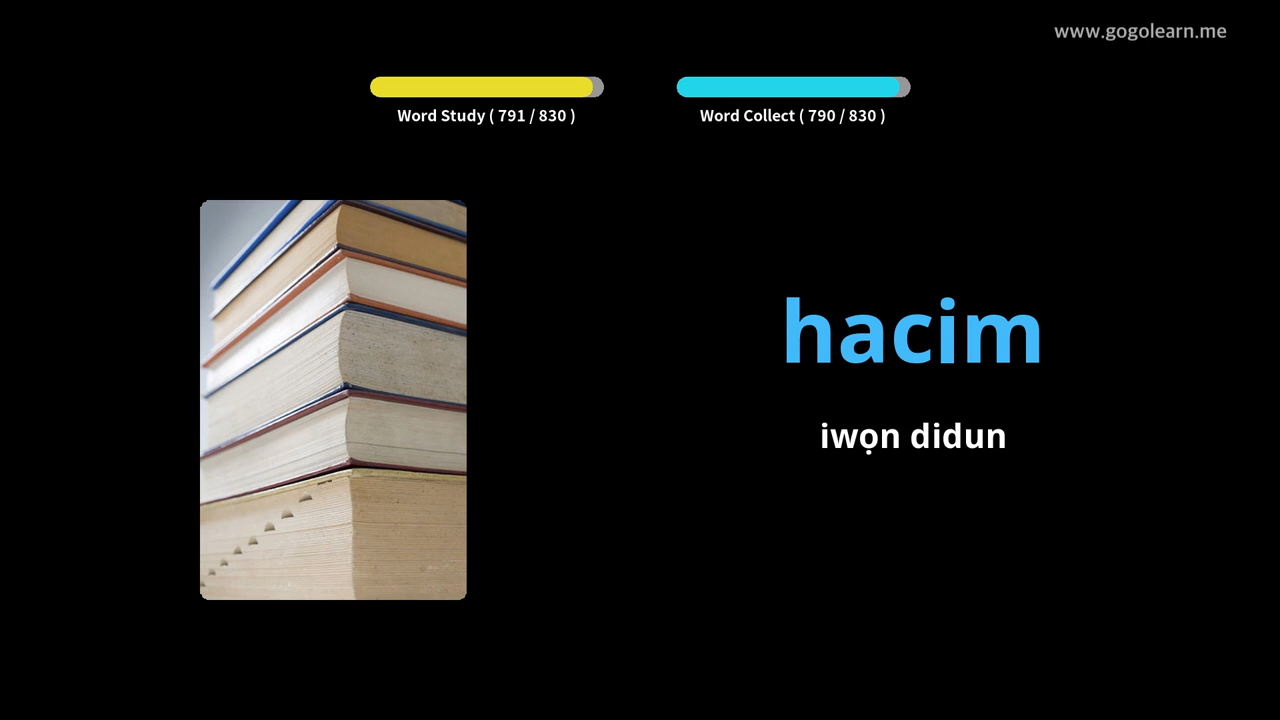 www.gogolearn.me
Word Study ( 791 / 830 )
Word Collect ( 790 / 830 )
hacim
iwọn didun